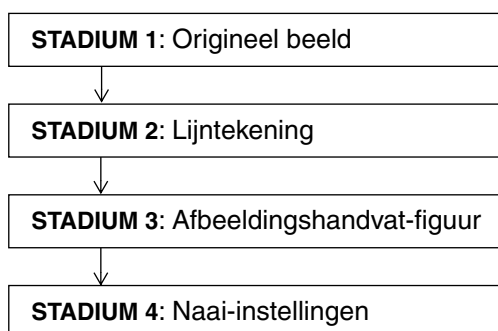 STADIUM 1: Origineel beeld
STADIUM 2: Lijntekening
STADIUM 3: Afbeeldingshandvat-figuur
STADIUM 4: Naai-instellingen